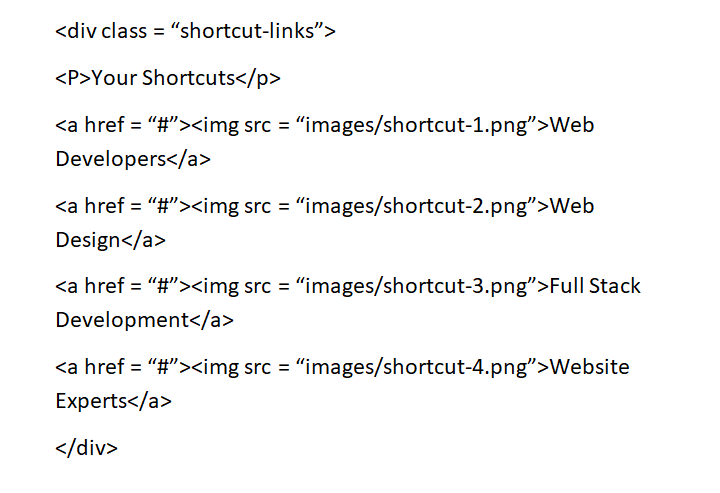 <div class = “shortcut-links”>
<P>Your Shortcuts</p>
<a href = “#”><img src = “images/shortcut-1.png”>Web
Developers</a>
<a href = “#”><img src = “images/shortcut-2.png”>Web
Design</a>
<a href = “#”><img src = “images/shortcut-3.png”>Full Stack
Development</a>
<a href = “#”><img src = “images/shortcut-4.png”>Website
Experts</a>
</div>